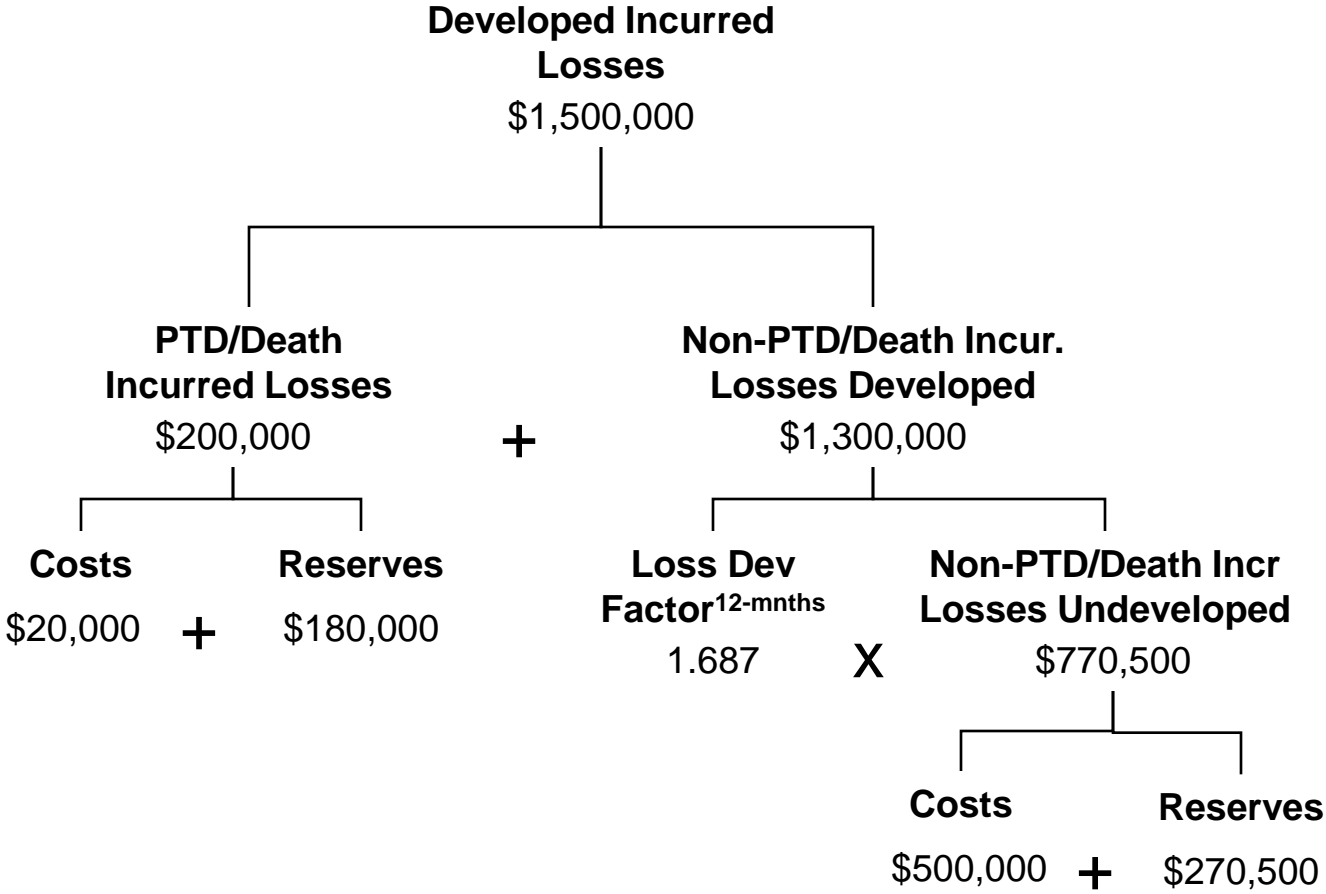 Developed Incurred
Losses
$1,500,000
PTD/Death
Incurred Losses
$200,000
+
Non-PTD/Death Incur.
Losses Developed
$1,300,000
Costs
$20,000
+
Reserves
$180,000
Loss Dev
Factor12-mnths
1.687
X
Non-PTD/Death Incr
Losses Undeveloped
$770,500
Costs
$500,000
+
Reserves
$270,500